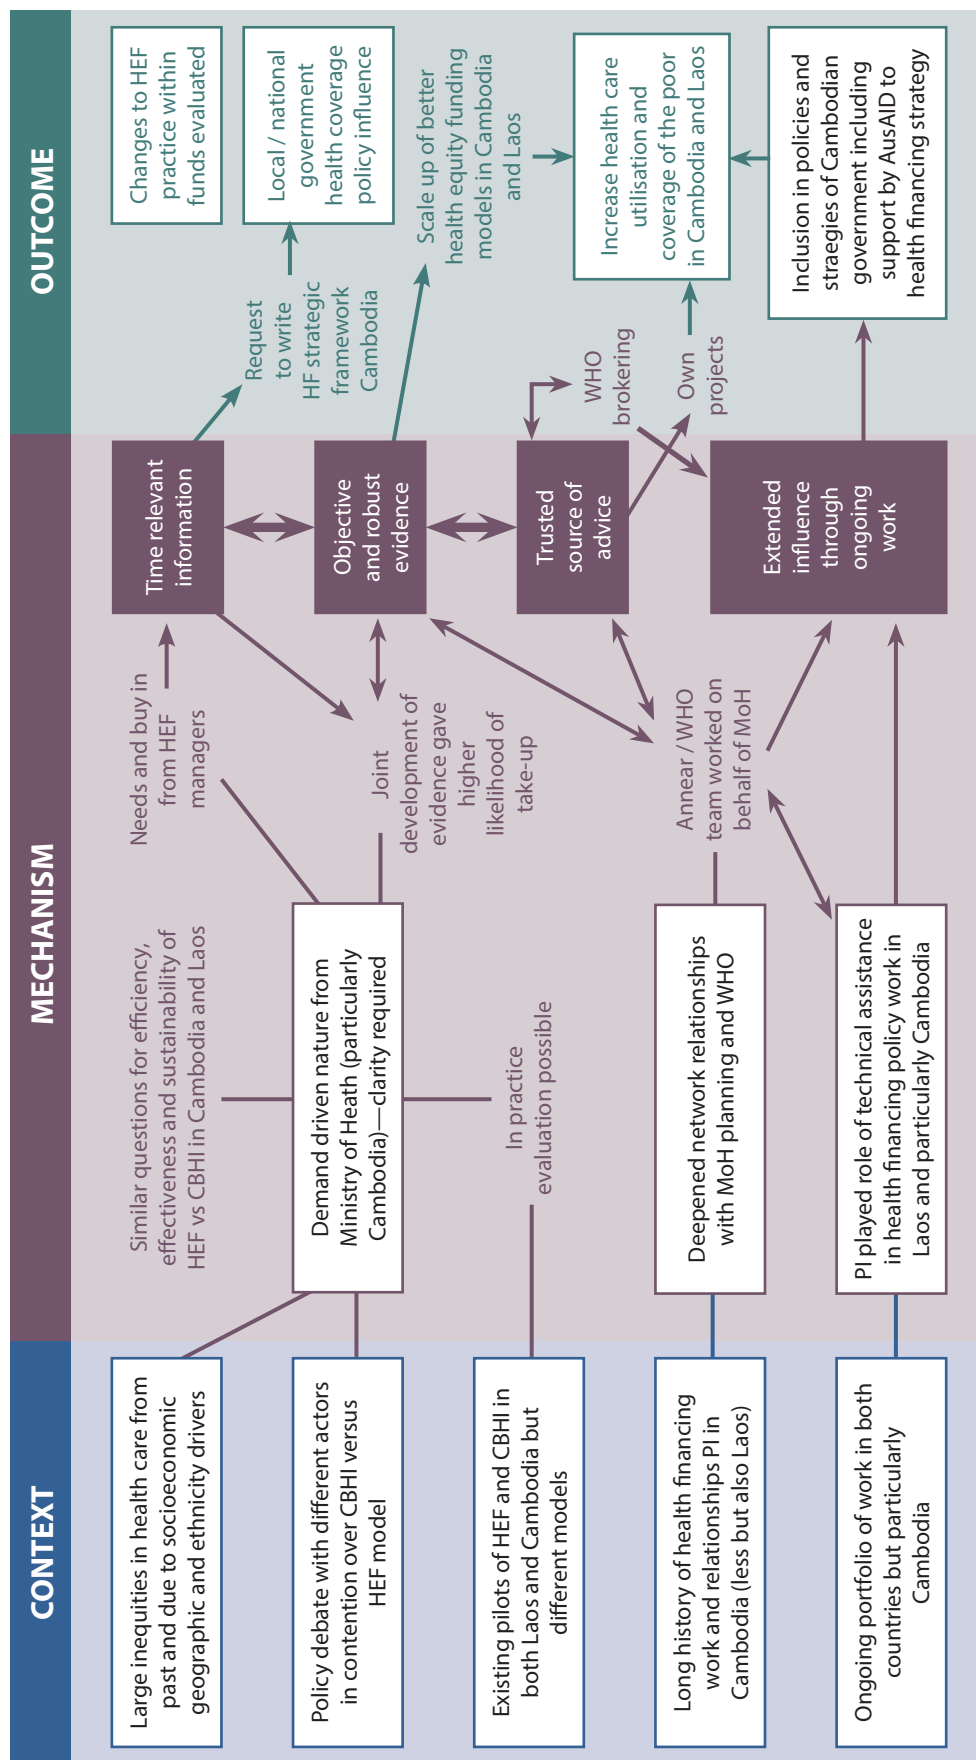 CONTEXT
Large inequities in health care from
past and due to socioeconomic
geographic and ethnicity drivers
Policy debate with different actors
in contention over CBHI versus
HEF model
Existing pilots of HEF and CBHI in
both Laos and Cambodia but
different models
Long history of health financing
work and relationships PI in
Cambodia (less but also Laos)
Ongoing portfolio of work in both
countries but particularly
Cambodia
MECHANISM
Similar questions for efficiency,
effectiveness and sustainability of
HEF vs CBHI in Cambodia and Laos
Demand driven nature from
Ministry of Heath (particularly
Cambodia)—clarity required
In practice
evaluation possible
Deepened network relationships
with MoH planning and WHO
PI played role of technical assistance
in health financing policy work in
Laos and particularly Cambodia
Needs and buy in
from HEF
managers
Joint
development of
evidence gave
higher
likelihood of
take-up
Annear / WHO
team worked on
behalf of MoH
Time relevant
information
Objective
and robust
evidence
Trusted
source of
advice
Extended
influence
through
ongoing
work
OUTCOME
Request
to write
HF strategic
framework
Cambodia
WHO
brokering
Own
projects
Changes to HEF
practice within
funds evaluated
Local / national
government
health coverage
policy influence
Scale up of better
health equity funding
models in Cambodia
and Laos
Increase health care
utilisation and
coverage of the poor
in Cambodia and Laos
Inclusion in policies and
straegies of Cambodian
government including
support by AusAID to
health financing strategy